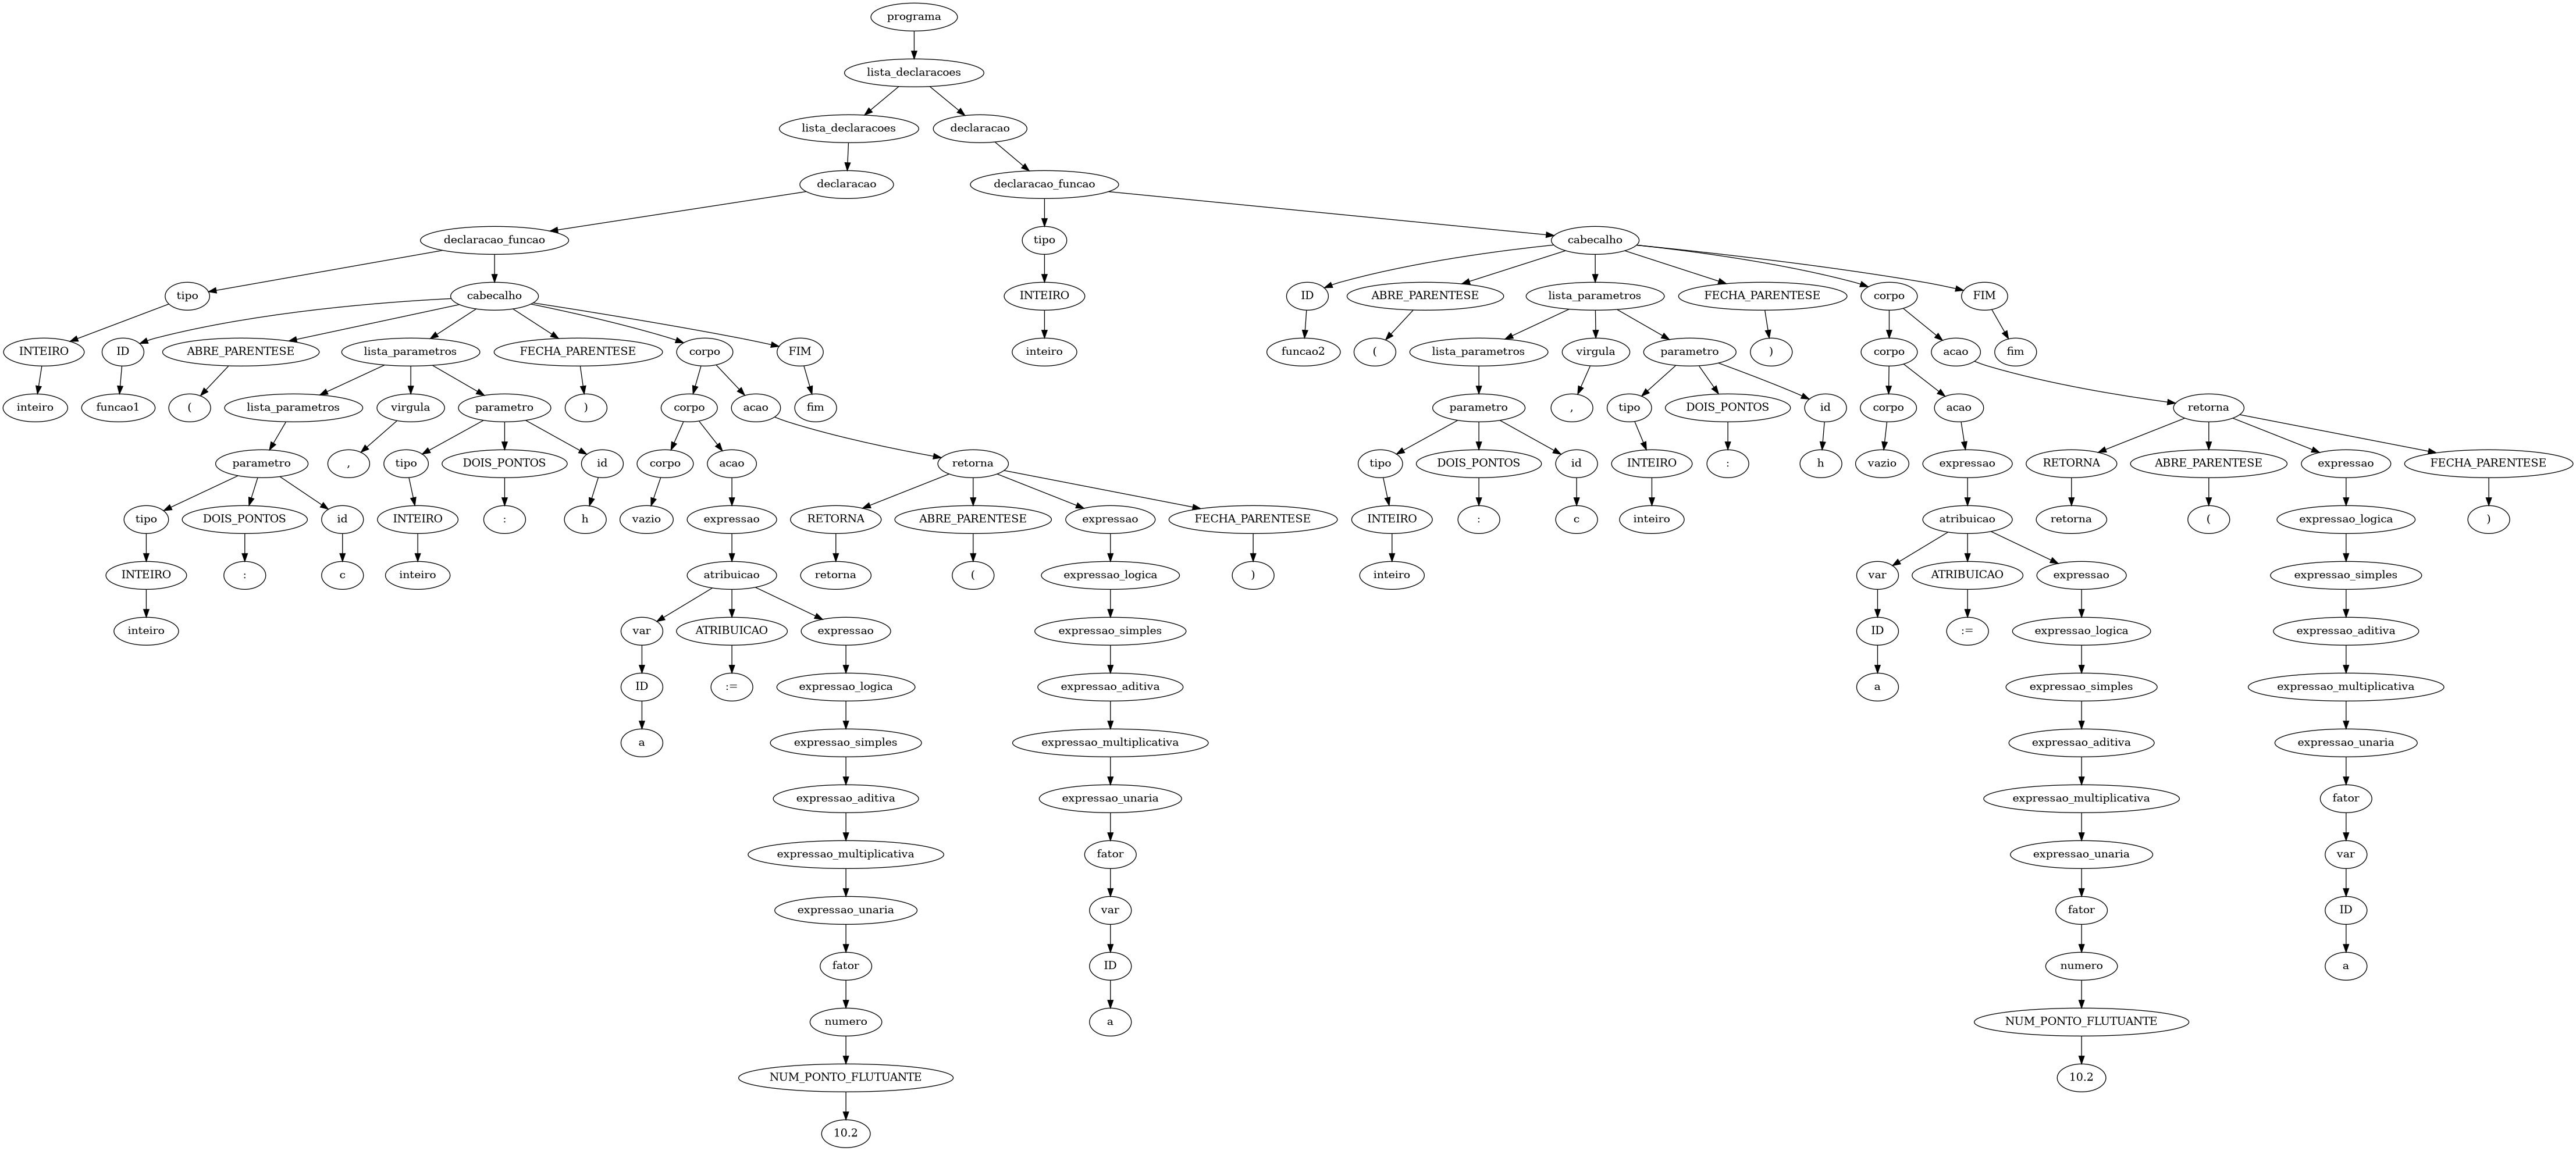 programa
lista_declaracoes
lista_declaracoes declaracao
declaracao declaracao_funcao
declaracao_funcao tipo cabecalho
tipo cabecalho INTEIRO ID ABRE_PARENTESE lista_parametros FECHA_PARENTESE corpo FIM
INTEIRO ID ABRE_PARENTESE lista_parametros FECHA_PARENTESE corpo FIM inteiro funcao2 ( lista_parametros virgula parametro ) corpo acao fim
inteiro funcao1 ( lista_parametros virgula parametro ) corpo acao fim parametro , tipo DOIS_PONTOS id corpo acao retorna
parametro , tipo DOIS_PONTOS id corpo acao retorna tipo DOIS_PONTOS id INTEIRO : h vazio expressao RETORNA ABRE_PARENTESE expressao FECHA_PARENTESE
tipo DOIS_PONTOS id INTEIRO : h vazio expressao RETORNA ABRE_PARENTESE expressao FECHA_PARENTESE INTEIRO : c inteiro atribuicao retorna ( expressao_logica )
INTEIRO : c inteiro atribuicao retorna ( expressao_logica ) inteiro var ATRIBUICAO expressao expressao_simples
inteiro var ATRIBUICAO expressao expressao_simples ID := expressao_logica expressao_aditiva
ID := expressao_logica expressao_aditiva a expressao_simples expressao_multiplicativa
a expressao_simples expressao_multiplicativa expressao_aditiva expressao_unaria
expressao_aditiva expressao_unaria expressao_multiplicativa fator
expressao_multiplicativa fator expressao_unaria var
expressao_unaria var fator ID
fator ID numero a
numero a NUM_PONTO_FLUTUANTE
NUM_PONTO_FLUTUANTE 10.2
10.2